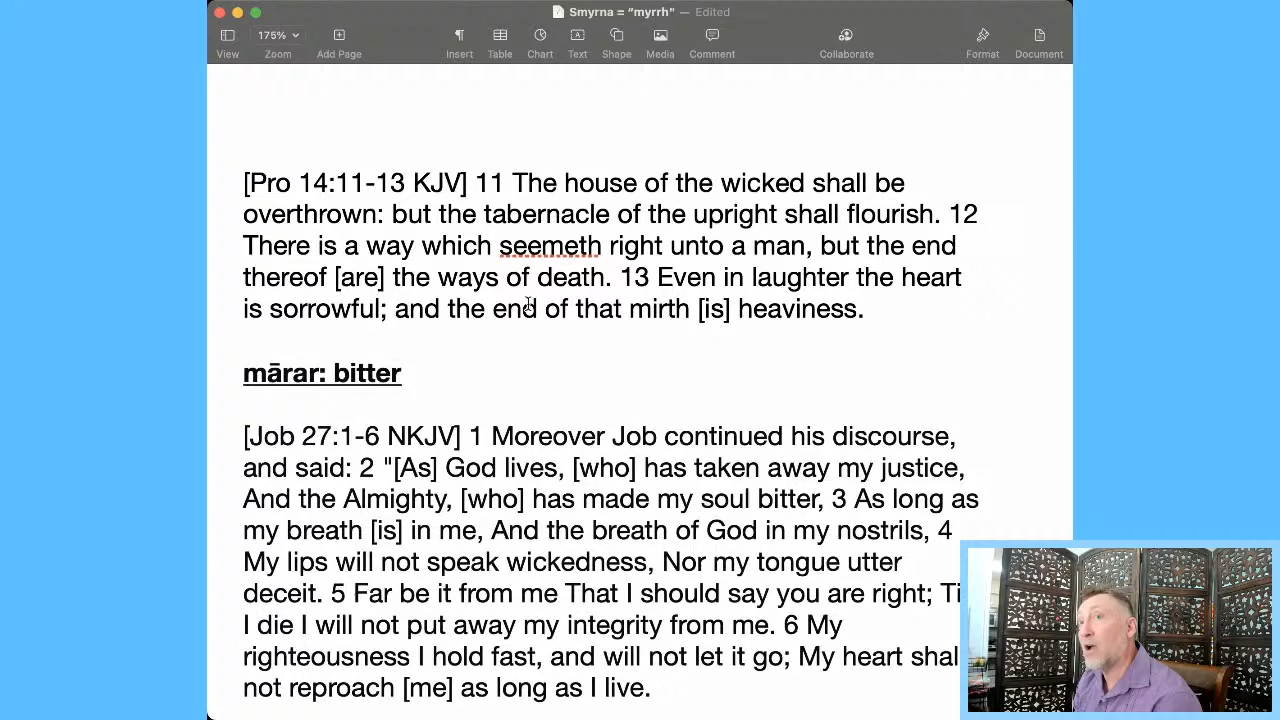 Smyrna = "myrrh" — Edited
175%
View Zoom Add Page Insert Table Chart Text Shape Media Comment Collaborate Format Document
[Pro 14:11-13 KJV] 11 The house of the wicked shall be
overthrown: but the tabernacle of the upright shall flourish. 12
There is a way which seemeth right unto a man, but the end
thereof [are] the ways of death. 13 Even in laughter the heart
is sorrowful; and the end of that mirth [is] heaviness.
mārar: bitter
[Job 27:1-6 NKJV] 1 Moreover Job continued his discourse,
and said: 2 "[As] God lives, [who] has taken away my justice,
And the Almighty, [who] has made my soul bitter, 3 As long as
my breath [is] in me, And the breath of God in my nostrils, 4
My lips will not speak wickedness, Nor my tongue utter
deceit. 5 Far be it from me That I should say you are right; Ti
I die I will not put away my integrity from me. 6 My
righteousness I hold fast, and will not let it go; My heart shal
not reproach [me] as long as I live.